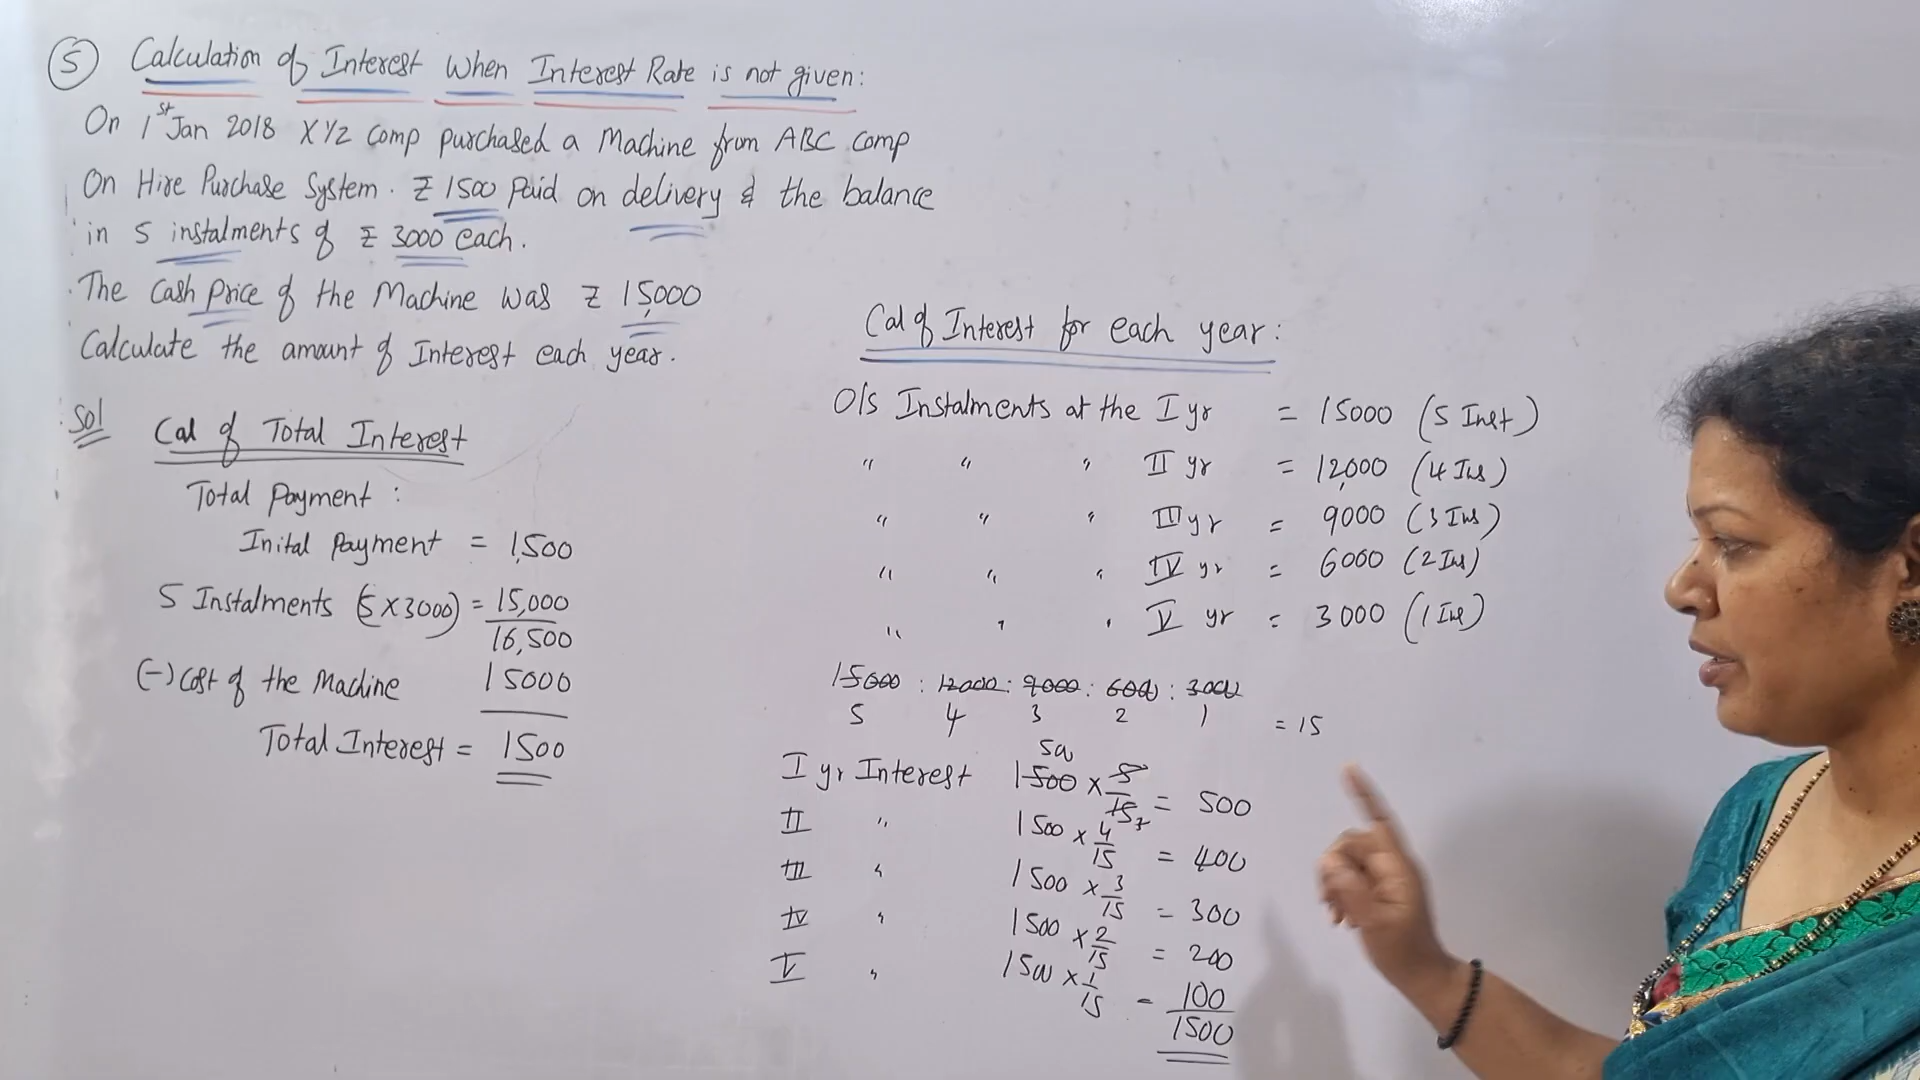 5 Calculation of Interest When Interest Rate is not given:
On 1st Jan 2018 XYZ Comp purchased a Machine from ABC Comp
On Hire Purchase System. ₹ 1500 Paid on delivery & the balance
in 5 instalments of ₹ 3000 each.
The Cash Price of the Machine was ₹ 15,000
Calculate the amount of Interest each year.
Sol
Cal of Total Interest
Total Payment :
Inital Payment = 1,500
5 Instalments (5 x 3000) = 15,000
16,500
(-) Cost of the Machine 15000
Total Interest = 1500
Cal of Interest for each year:
O/s Instalments at the I yr = 15000 (5 Inst)
" " " II yr = 12,000 (4 Ins)
" " " III yr = 9000 (3 Ins)
" " " IV yr = 6000 (2 Ins)
" " " V yr = 3000 (1 Ins)
15000 : 12000 : 9000 : 6000 : 3000
5 4 3 2 1 = 15
500
I yr Interest 1500 x 5/15 = 500
II " 1500 x 4/15 = 400
III " 1500 x 3/15 = 300
IV " 1500 x 2/15 = 200
V " 1500 x 1/15 = 100
1500